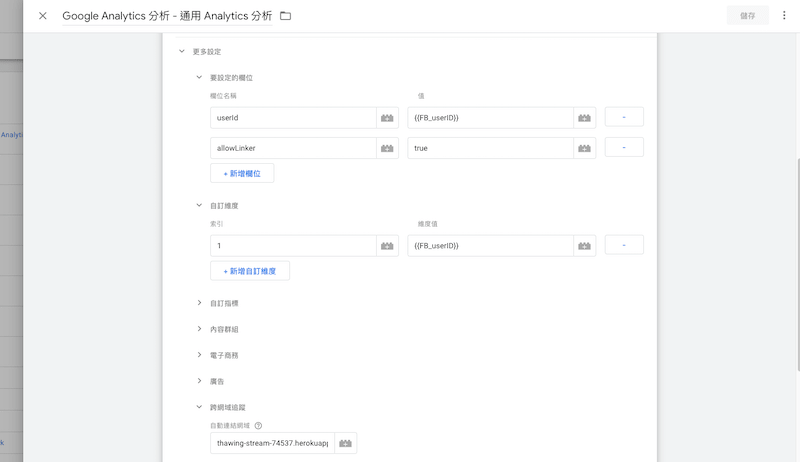 Google Analytics 分析 - 通用 Analytics 分析
儲存
更多設定
要設定的欄位
欄位名稱 值
userId {{FB_userID}} -
allowLinker true -
+ 新增欄位
自訂維度
索引 維度值
1 {{FB_userID}} -
+ 新增自訂維度
自訂指標
內容群組
電子商務
廣告
跨網域追蹤
自動連結網域
thawing-stream-74537.herokuapp
Analyti
k